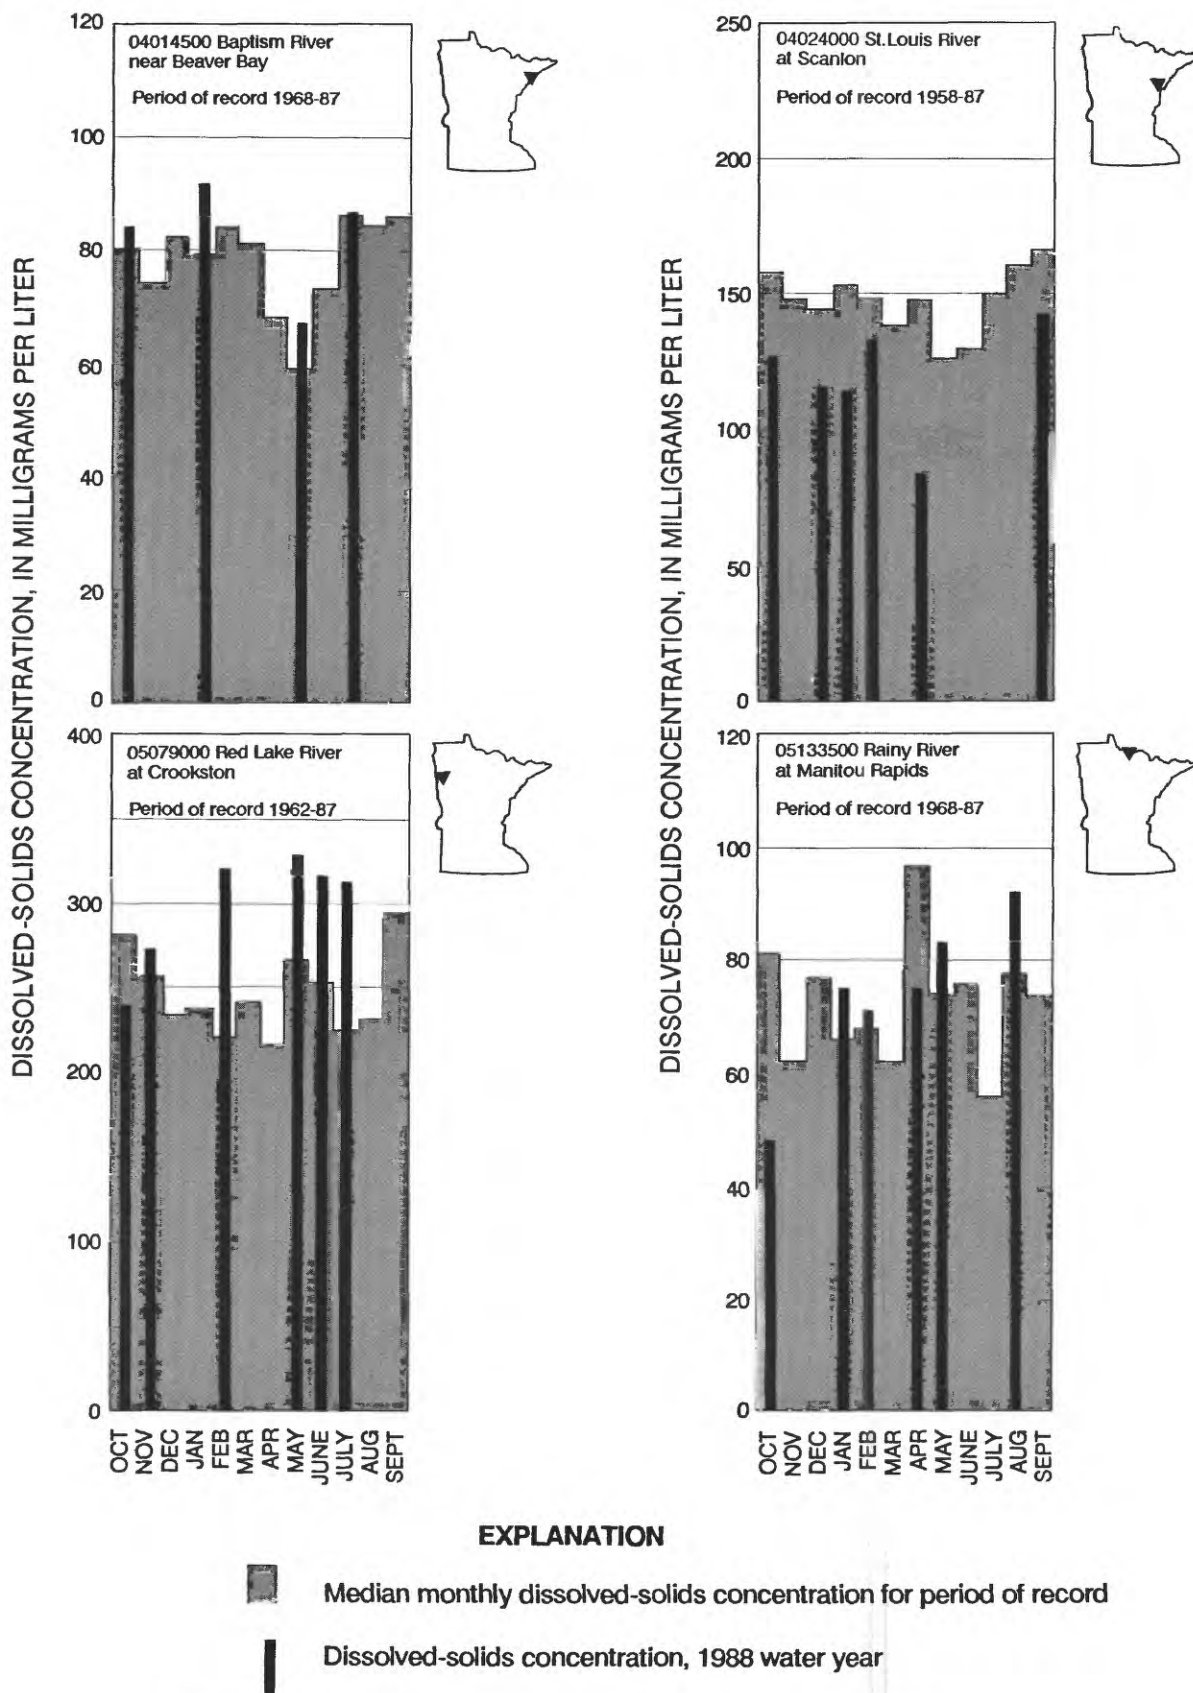 DISSOLVED-SOLIDS CONCENTRATION, IN MILLIGRAMS PER LITER
120
100
80
60
40
20
0
04014500 Baptism River
near Beaver Bay
Period of record 1968-87
DISSOLVED-SOLIDS CONCENTRATION, IN MILLIGRAMS PER LITER
250
200
150
100
50
0
04024000 St.Louis River
at Scanlon
Period of record 1958-87
400
300
200
100
0
05079000 Red Lake River
at Crookston
Period of record 1962-87
OCT
NOV
DEC
JAN
FEB
MAR
APR
MAY
JUNE
JULY
AUG
SEPT
120
100
80
60
40
20
0
05133500 Rainy River
at Manitou Rapids
Period of record 1968-87
OCT
NOV
DEC
JAN
FEB
MAR
APR
MAY
JUNE
JULY
AUG
SEPT
EXPLANATION
Median monthly dissolved-solids concentration for period of record
Dissolved-solids concentration, 1988 water year